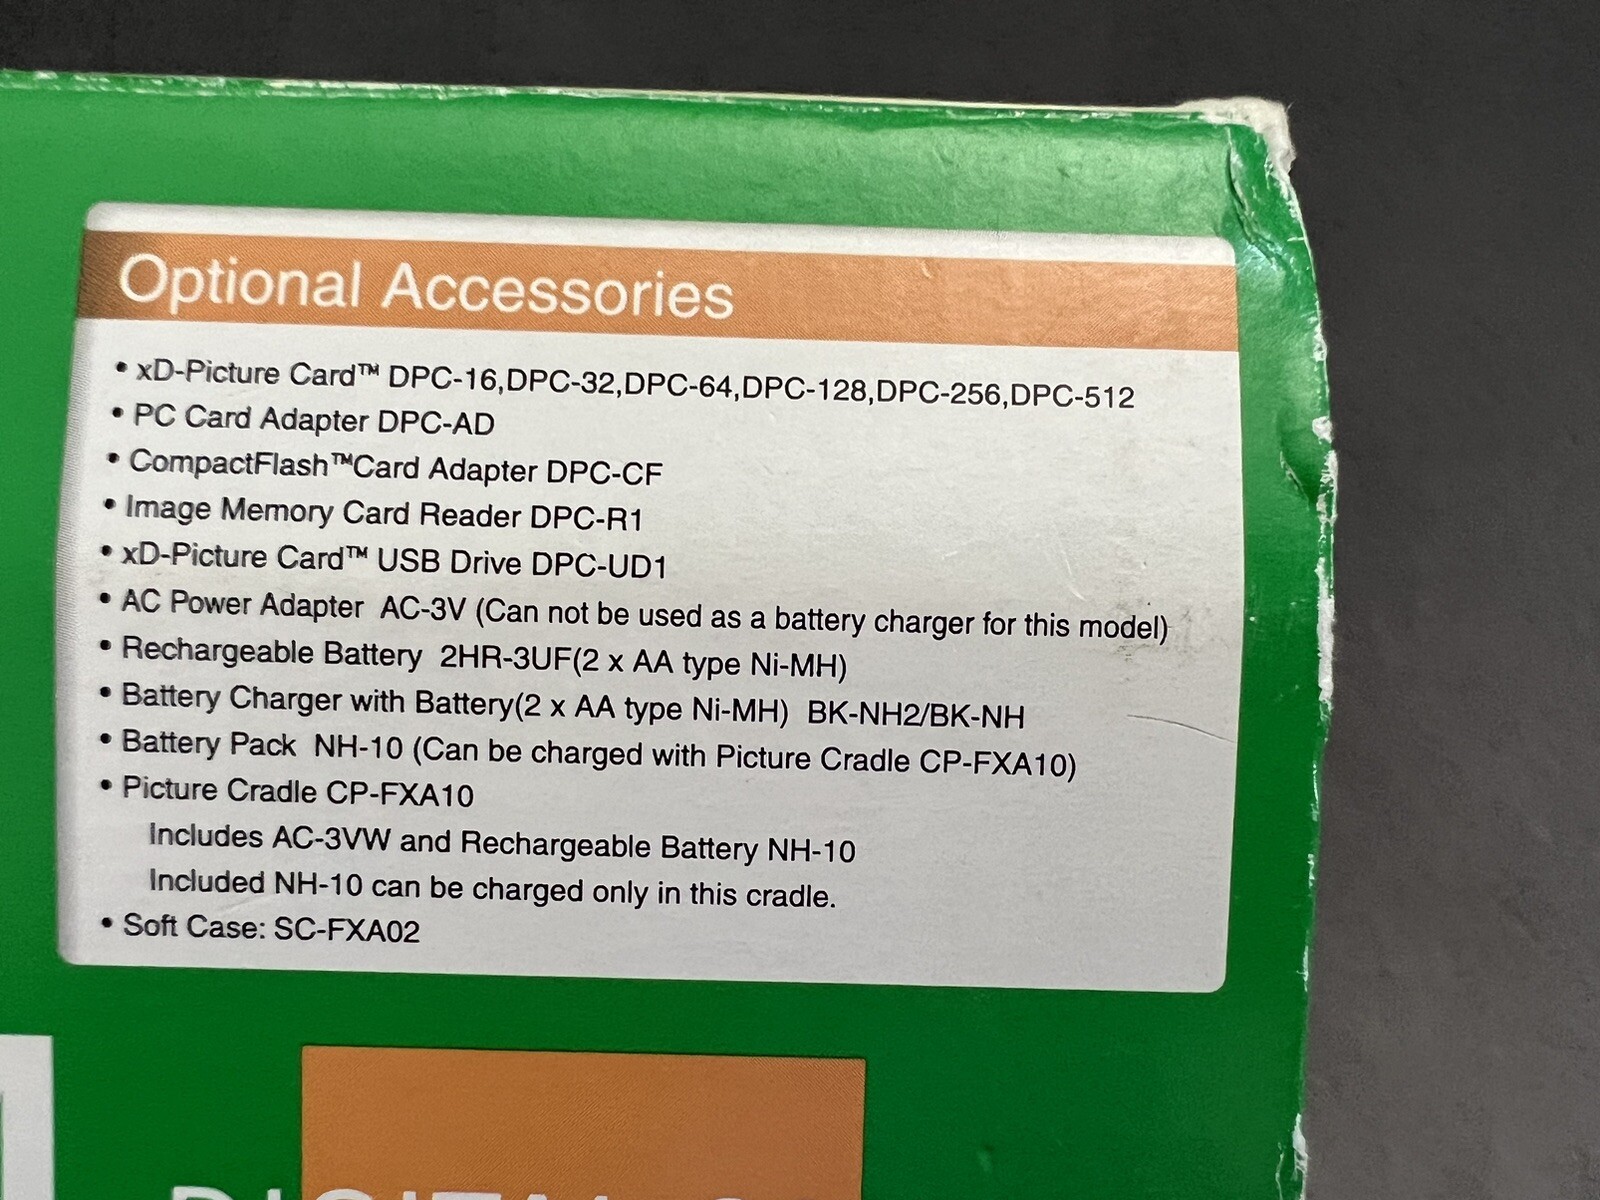 Optional Accessories
• xD-Picture Card™ DPC-16,DPC-32,DPC-64,DPC-128,DPC-256,DPC-512
• PC Card Adapter DPC-AD
• CompactFlash™Card Adapter DPC-CF
• Image Memory Card Reader DPC-R1
• xD-Picture Card™ USB Drive DPC-UD1
• AC Power Adapter AC-3V (Can not be used as a battery charger for this model)
• Rechargeable Battery 2HR-3UF(2 x AA type Ni-MH)
• Battery Charger with Battery(2 x AA type Ni-MH) BK-NH2/BK-NH
• Battery Pack NH-10 (Can be charged with Picture Cradle CP-FXA10)
• Picture Cradle CP-FXA10
Includes AC-3VW and Rechargeable Battery NH-10
Included NH-10 can be charged only in this cradle.
• Soft Case: SC-FXA02
DIGITAL